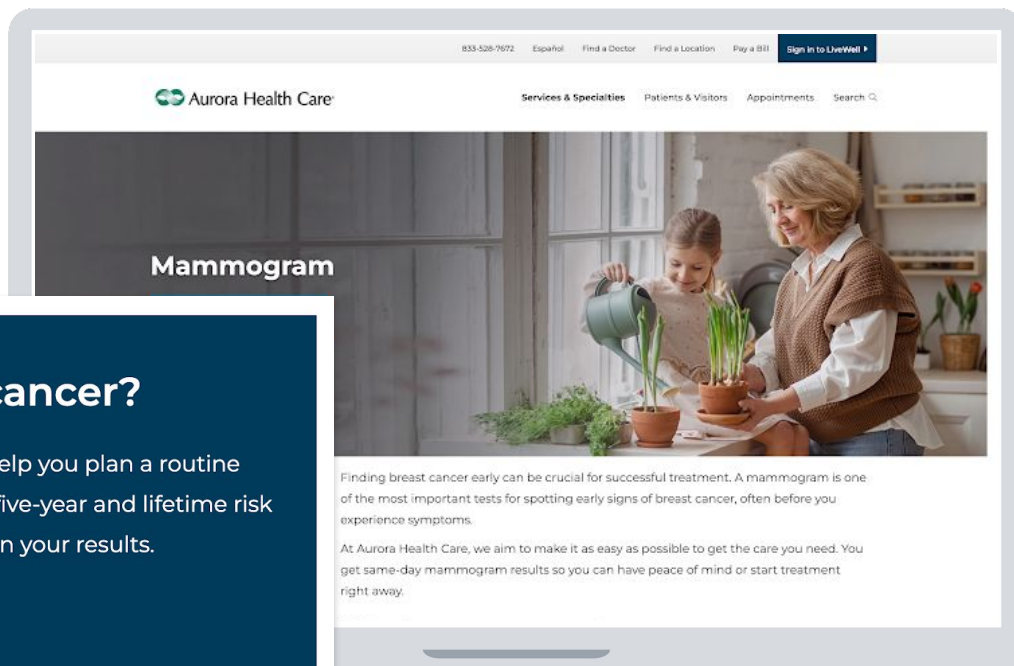 833-528-7672 Español Find a Doctor Find a Location Pay a Bill Sign in to LiveWell
Aurora Health Care
Services & Specialties Patients & Visitors Appointments Search
Mammogram
cancer?
elp you plan a routine
five-year and lifetime risk
n your results.
Finding breast cancer early can be crucial for successful treatment. A mammogram is one
of the most important tests for spotting early signs of breast cancer, often before you
experience symptoms.
At Aurora Health Care, we aim to make it as easy as possible to get the care you need. You
get same-day mammogram results so you can have peace of mind or start treatment
right away.